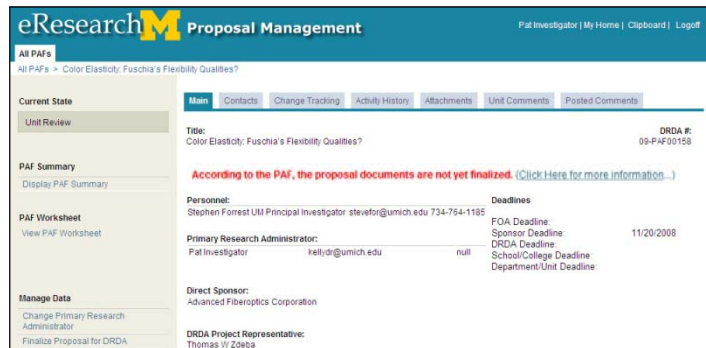 eResearch M Proposal Management
Pat Investigator | My Home | Clipboard | Logoff
All PAFs
All PAFs > Color Elasticity: Fuschia's Flexibility Qualities?
Current State
Unit Review
PAF Summary
Display PAF Summary
PAF Worksheet
View PAF Worksheet
Manage Data
Change Primary Research
Administrator
Finalize Proposal for DRDA
Main Contacts Change Tracking Activity History Attachments Unit Comments Posted Comments
Title: DRDA #:
Color Elasticity: Fuschia's Flexibility Qualities? 09-PAF00158
According to the PAF, the proposal documents are not yet finalized. (Click Here for more information...)
Personnel:
Stephen Forrest UM Principal Investigator stevefor@umich.edu 734-764-1185
Primary Research Administrator:
Pat Investigator kellydr@umich.edu null
Deadlines
FOA Deadline:
Sponsor Deadline: 11/20/2008
DRDA Deadline:
School/College Deadline:
Department/Unit Deadline:
Direct Sponsor:
Advanced Fiberoptics Corporation
DRDA Project Representative:
Thomas W Zdeba